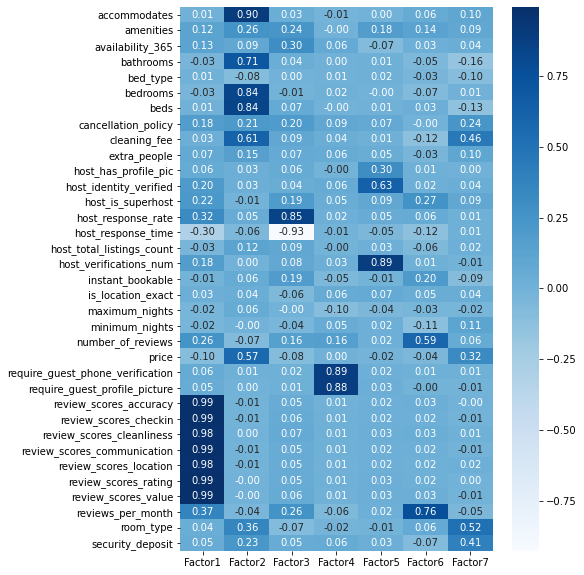 accommodates 0.01 0.90 0.03 -0.01 0.00 0.06 0.10
amenities 0.12 0.26 0.24 -0.00 0.18 0.14 0.09
availability_365 0.13 0.09 0.30 0.06 -0.07 0.03 0.04
bathrooms -0.03 0.71 0.04 0.00 0.01 -0.05 -0.16
bed_type 0.01 -0.08 0.00 0.01 0.02 -0.03 -0.10
bedrooms -0.03 0.84 -0.01 0.02 -0.00 -0.07 0.01
beds 0.01 0.84 0.07 -0.00 0.01 0.03 -0.13
cancellation_policy 0.18 0.21 0.20 0.09 0.07 -0.00 0.24
cleaning_fee 0.03 0.61 0.09 0.04 0.01 -0.12 0.46
extra_people 0.07 0.15 0.07 0.06 0.05 -0.03 0.10
host_has_profile_pic 0.06 0.03 0.06 -0.00 0.30 0.01 0.00
host_identity_verified 0.20 0.03 0.04 0.06 0.63 0.02 0.04
host_is_superhost 0.22 -0.01 0.19 0.05 0.09 0.27 0.09
host_response_rate 0.32 0.05 0.85 0.02 0.05 0.06 0.01
host_response_time -0.30 -0.06 -0.93 -0.01 -0.05 -0.12 0.01
host_total_listings_count -0.03 0.12 0.09 -0.00 0.03 -0.06 0.02
host_verifications_num 0.18 0.00 0.08 0.03 0.89 0.01 -0.01
instant_bookable -0.01 0.06 0.19 -0.05 -0.01 0.20 -0.09
is_location_exact 0.03 0.04 -0.06 0.06 0.07 0.05 0.04
maximum_nights -0.02 0.06 -0.00 -0.10 -0.04 -0.03 -0.02
minimum_nights -0.02 -0.00 -0.04 0.05 0.02 -0.11 0.11
number_of_reviews 0.26 -0.07 0.16 0.16 0.02 0.59 0.06
price -0.10 0.57 -0.08 0.00 -0.02 -0.04 0.32
require_guest_phone_verification 0.06 0.01 0.02 0.89 0.02 0.01 0.01
require_guest_profile_picture 0.05 0.00 0.01 0.88 0.03 -0.00 -0.01
review_scores_accuracy 0.99 -0.01 0.05 0.01 0.02 0.03 -0.00
review_scores_checkin 0.99 -0.01 0.06 0.01 0.02 0.02 -0.01
review_scores_cleanliness 0.98 0.00 0.07 0.01 0.03 0.03 0.01
review_scores_communication 0.99 -0.01 0.05 0.01 0.02 0.02 -0.01
review_scores_location 0.98 -0.01 0.05 0.01 0.02 0.02 0.02
review_scores_rating 0.99 -0.00 0.05 0.01 0.03 0.03 0.00
review_scores_value 0.99 -0.00 0.06 0.01 0.03 0.03 -0.01
reviews_per_month 0.37 -0.04 0.26 -0.06 0.02 0.76 -0.05
room_type 0.04 0.36 -0.07 -0.02 -0.01 0.06 0.52
security_deposit 0.05 0.23 0.05 0.06 0.03 -0.07 0.41
Factor1 Factor2 Factor3 Factor4 Factor5 Factor6 Factor7
0.75
0.50
0.25
0.00
−0.25
−0.50
−0.75